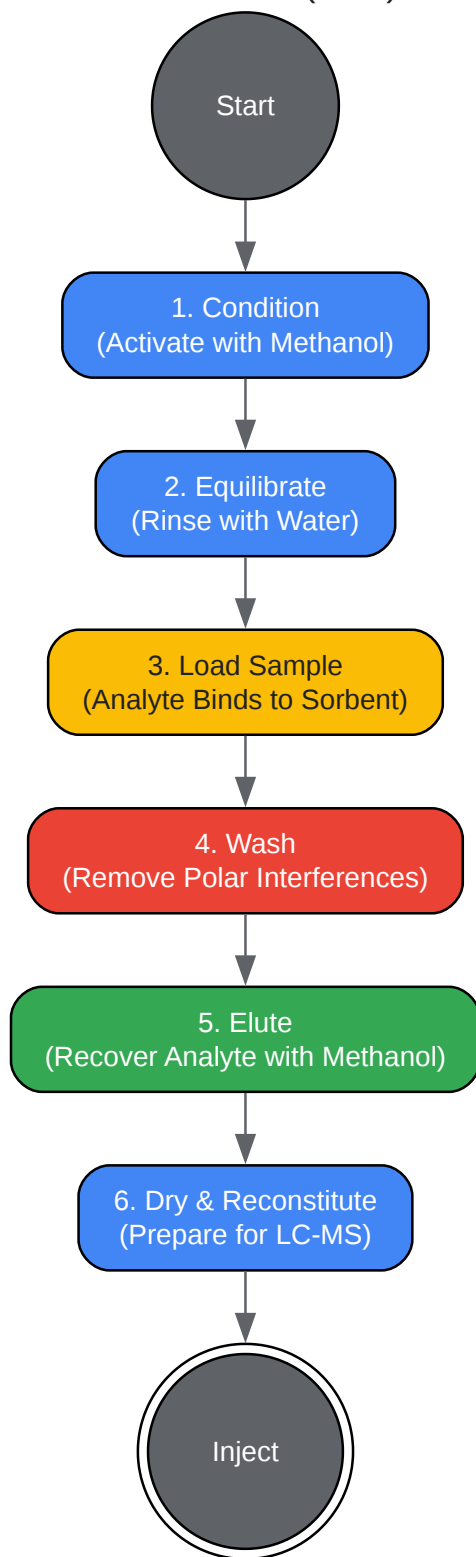 Start
1. Condition
(Activate with Methanol)
2. Equilibrate
(Rinse with Water)
3. Load Sample
(Analyte Binds to Sorbent)
4. Wash
(Remove Polar Interferences)
5. Elute
(Recover Analyte with Methanol)
6. Dry & Reconstitute
(Prepare for LC-MS)
Inject